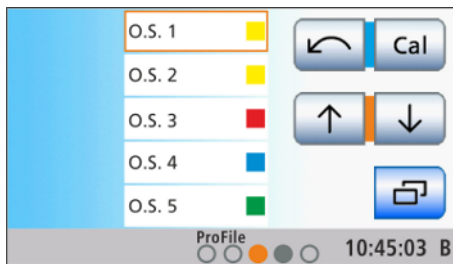 O.S. 1
Cal
O.S. 2
O.S. 3
O.S. 4
O.S. 5
ProFile
10:45:03 B